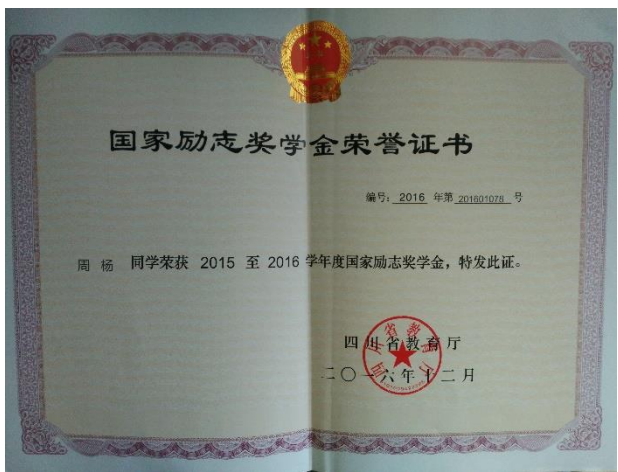 国家励志奖学金荣誉证书
编号: 2016 年第 201601078 号
周杨 同学荣获 2015 至 2016 学年度国家励志奖学金，特发此证。
四川省教育厅
二〇一六年十二月